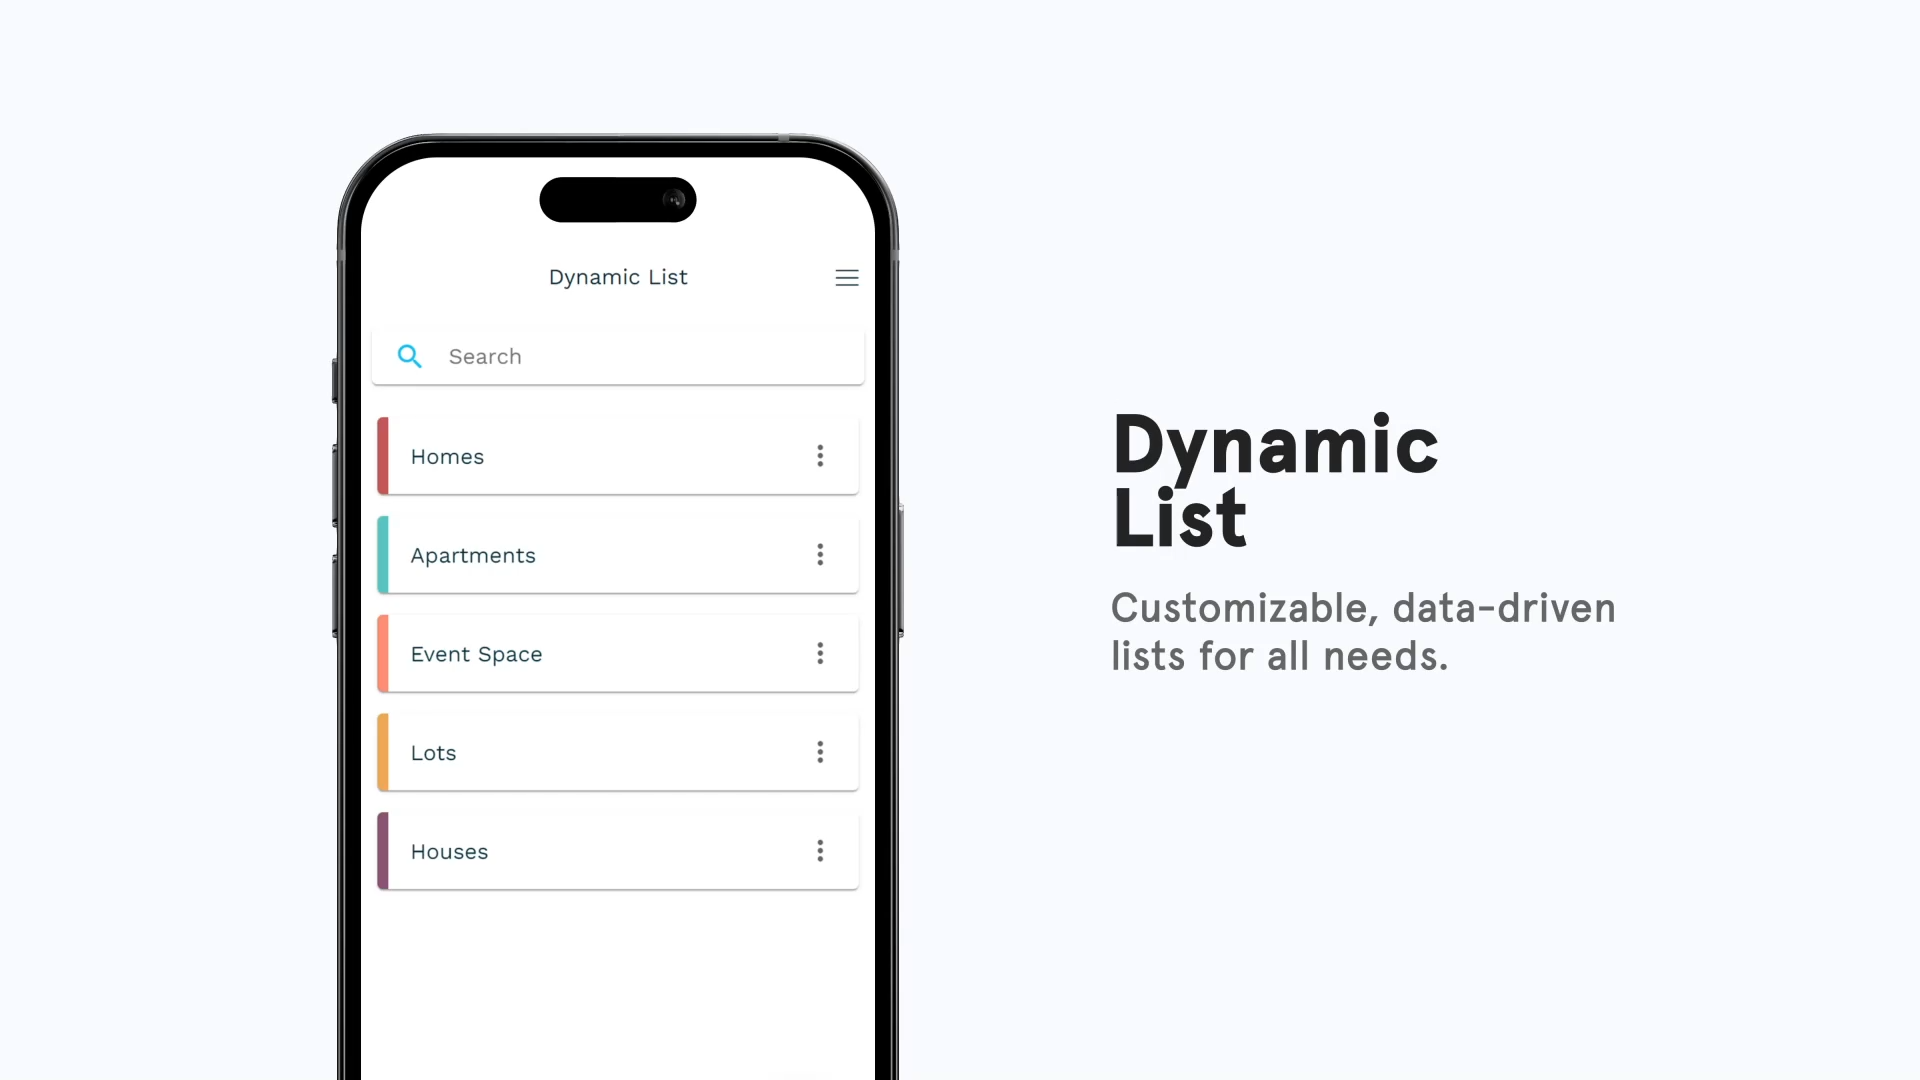 Dynamic List
Search
Homes
Apartments
Event Space
Lots
Houses
Dynamic
List
Customizable, data-driven
lists for all needs.